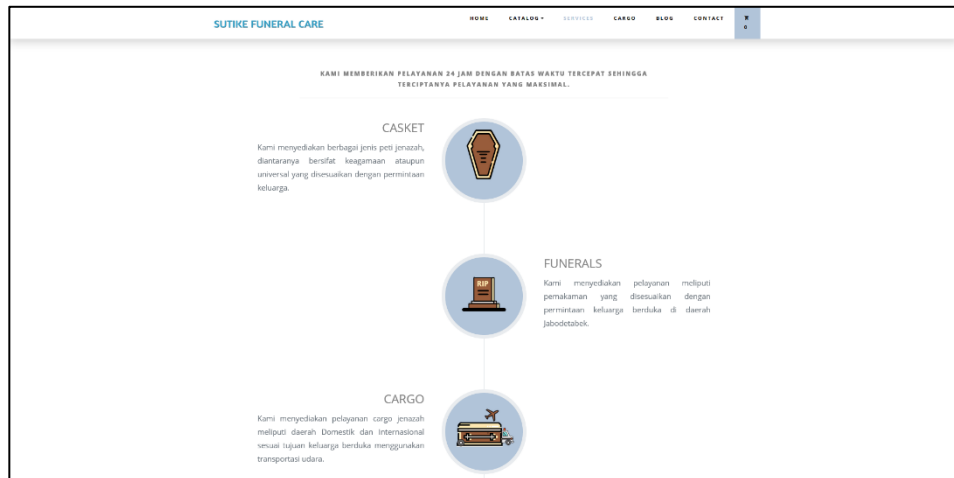 SUTIKE FUNERAL CARE
HOME CATALOG SERVICES CARGO BLOG CONTACT
0
KAMI MEMBERIKAN PELAYANAN 24 JAM DENGAN BATAS WAKTU TERCEPAT SEHINGGA
TERCIPTANYA PELAYANAN YANG MAKSIMAL.
CASKET
Kami menyediakan berbagai jenis peti jenazah,
diantaranya bersifat keagamaan ataupun
universal yang disesuaikan dengan permintaan
keluarga.
FUNERALS
Kami menyediakan pelayanan meliputi
pemakaman yang disesuaikan dengan
permintaan keluarga berduka di daerah
Jabodetabek.
RIP
CARGO
Kami menyediakan pelayanan cargo jenazah
meliputi daerah Domestik dan Internasional
sesuai tujuan keluarga berduka menggunakan
transportasi udara.